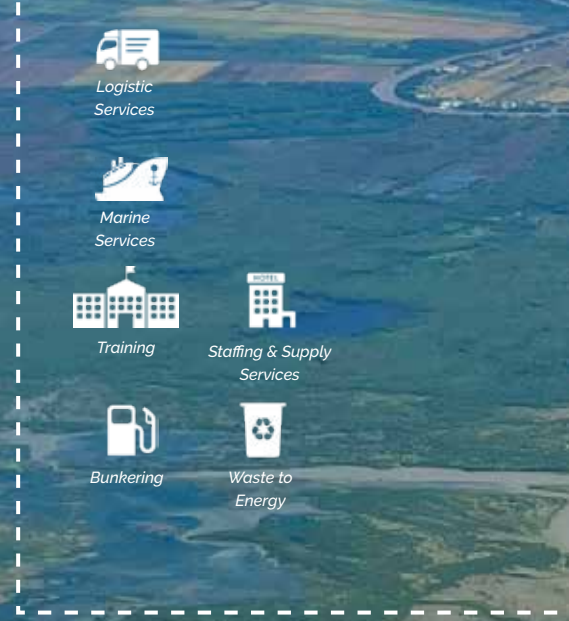 Logistic
Services
Marine
Services
HOTEL
Training
Staffing & Supply
Services
Bunkering
Waste to
Energy